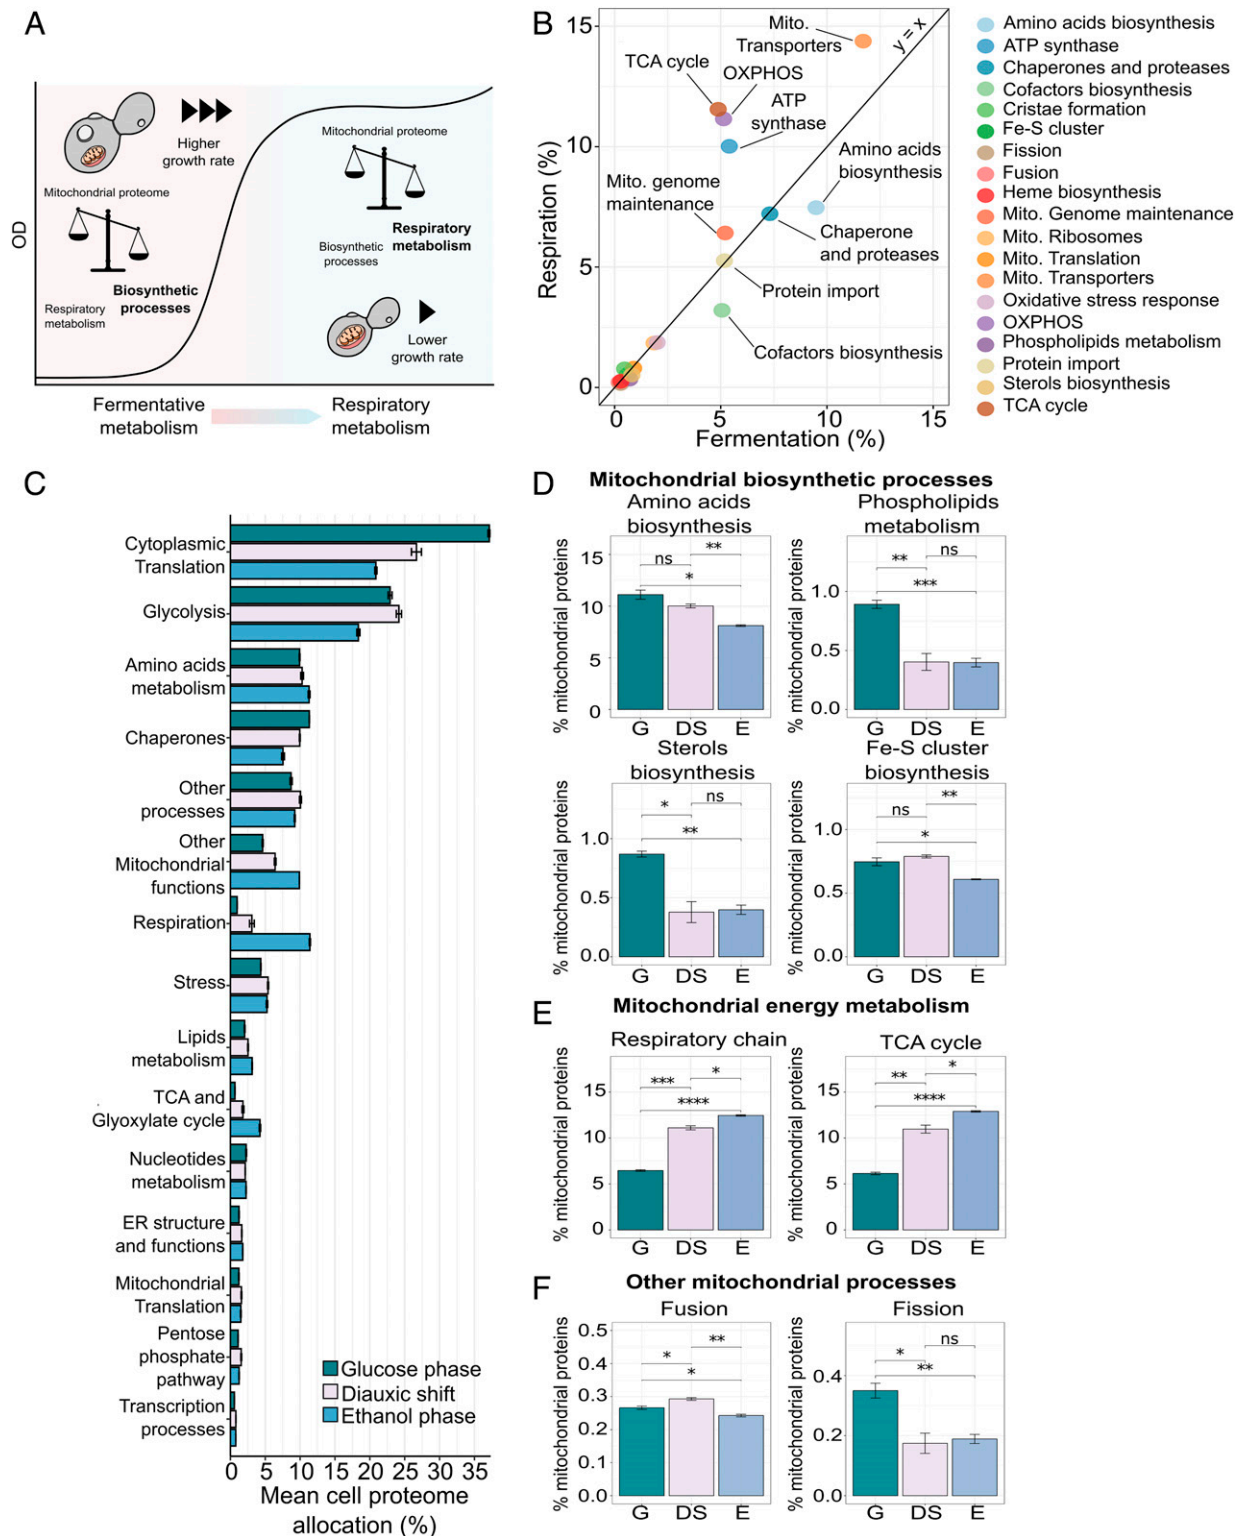 A
OD
Higher
growth rate
Mitochondrial proteome
Respiratory
metabolism
Biosynthetic
processes
Mitochondrial proteome
Respiratory
metabolism
Biosynthetic
processes
Lower
growth rate
Fermentative
metabolism
Respiratory
metabolism
B
Respiration (%)
15
10
5
0
0
5
10
15
Fermentation (%)
y = x
Mito.
Transporters
TCA cycle
OXPHOS
ATP
synthase
Amino acids
biosynthesis
Mito. genome
maintenance
Chaperone
and proteases
Protein import
Cofactors biosynthesis
Amino acids biosynthesis
ATP synthase
Chaperones and proteases
Cofactors biosynthesis
Cristae formation
Fe-S cluster
Fission
Fusion
Heme biosynthesis
Mito. Genome maintenance
Mito. Ribosomes
Mito. Translation
Mito. Transporters
Oxidative stress response
OXPHOS
Phospholipids metabolism
Protein import
Sterols biosynthesis
TCA cycle
C
Cytoplasmic
Translation
Glycolysis
Amino acids
metabolism
Chaperones
Other
processes
Other
Mitochondrial
functions
Respiration
Stress
Lipids
metabolism
TCA and
Glyoxylate cycle
Nucleotides
metabolism
ER structure
and functions
Mitochondrial
Translation
Pentose
phosphate
pathway
Transcription
processes
Glucose phase
Diauxic shift
Ethanol phase
0 5 10 15 20 25 30 35
Mean cell proteome
allocation (%)
D
Mitochondrial biosynthetic processes
Amino acids
biosynthesis
% mitochondrial proteins
15
10
5
0
**
ns
*
G DS E
Phospholipids
metabolism
% mitochondrial proteins
1.0
0.5
0.0
ns
**
***
G DS E
Sterols
biosynthesis
% mitochondrial proteins
1.0
0.5
0.0
ns
*
**
G DS E
Fe-S cluster
biosynthesis
% mitochondrial proteins
1.0
0.5
0.0
**
ns
*
G DS E
E
Mitochondrial energy metabolism
Respiratory chain
% mitochondrial proteins
15
10
5
0
*
***
****
G DS E
TCA cycle
% mitochondrial proteins
15
10
5
0
*
**
****
G DS E
F
Other mitochondrial processes
Fusion
% mitochondrial proteins
0.5
0.4
0.3
0.2
0.1
0.0
**
*
*
G DS E
Fission
% mitochondrial proteins
0.4
0.2
0.0
ns
*
**
G DS E